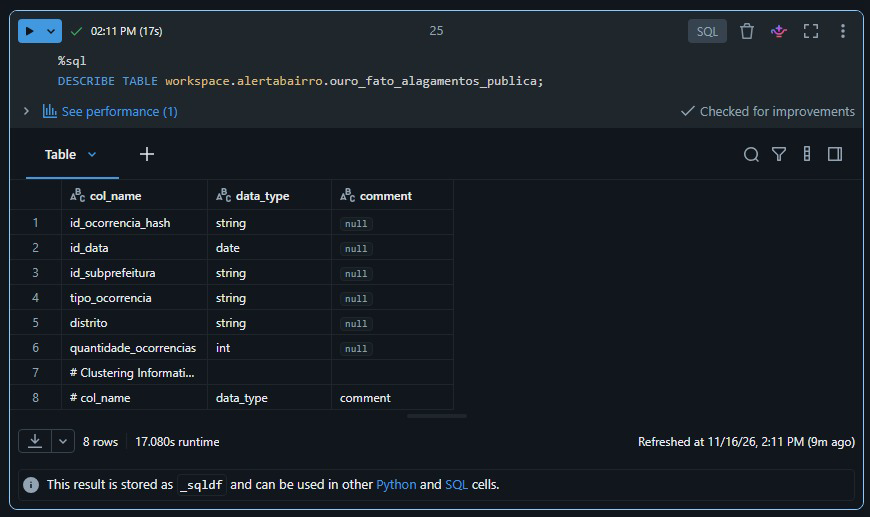 02:11 PM (17s)
25
SQL
%sql
DESCRIBE TABLE workspace.alertabairro.ouro_fato_alagamentos_publica;
See performance (1)
Checked for improvements
Table
col_name data_type comment
1 id_ocorrencia_hash string null
2 id_data date null
3 id_subprefeitura string null
4 tipo_ocorrencia string null
5 distrito string null
6 quantidade_ocorrencias int null
7 # Clustering Informati...
8 # col_name data_type comment
8 rows 17.080s runtime
Refreshed at 11/16/26, 2:11 PM (9m ago)
This result is stored as _sqldf and can be used in other Python and SQL cells.